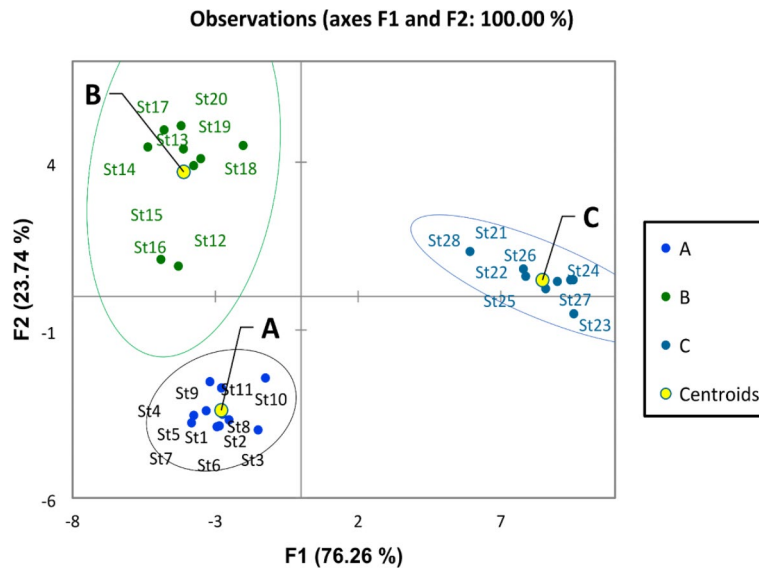 Observations (axes F1 and F2: 100.00 %)
B
St17
St20
St13
St19
St14
St18
4
St15
St16
St12
C
St21
St28
St26
St24
St22
St25
St27
St23
A
B
C
Centroids
F2 (23.74 %)
-1
A
St9
St11
St10
St4
St5
St1
St8
St2
St7
St6
St3
-6
-8
-3
2
7
F1 (76.26 %)